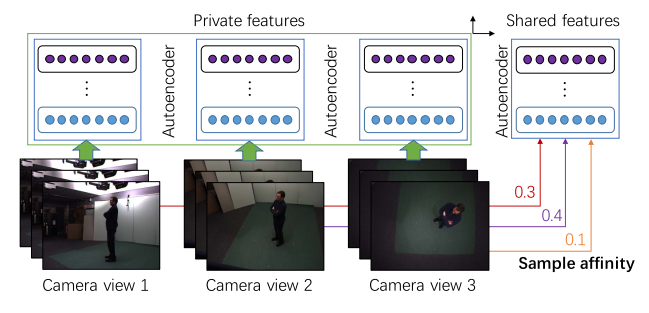 Private features
Shared features
Autoencoder
Autoencoder
Autoencoder
0.3
0.4
0.1
Sample affinity
Camera view 1
Camera view 2
Camera view 3